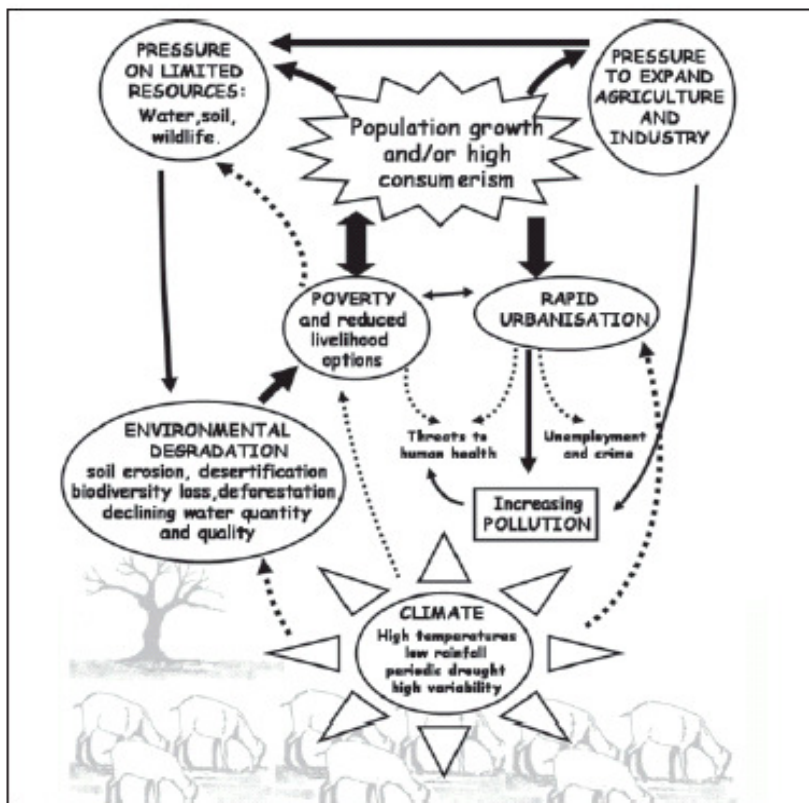 PRESSURE
ON LIMITED
RESOURCES:
Water,soil,
wildlife.
Population growth
and/or high
consumerism
PRESSURE
TO EXPAND
AGRICULTURE
AND
INDUSTRY
POVERTY
and reduced
livelihood
options
RAPID
URBANISATION
Threats to
human health
Unemployment
and crime
ENVIRONMENTAL
DEGRADATION
soil erosion, desertification
biodiversity loss,deforestation,
declining water quantity
and quality
Increasing
POLLUTION
CLIMATE
High temperatures
low rainfall
periodic drought
high variability